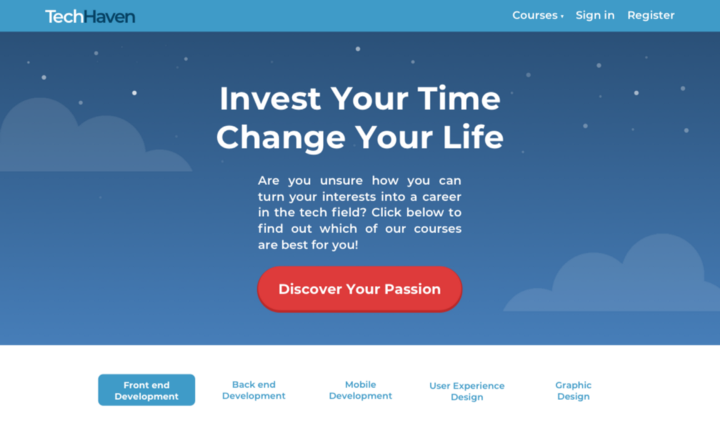 TechHaven
Courses Sign in Register
Invest Your Time
Change Your Life
Are you unsure how you can
turn your interests into a career
in the tech field? Click below to
find out which of our courses
are best for you!
Discover Your Passion
Front end
Development
Back end
Development
Mobile
Development
User Experience
Design
Graphic
Design